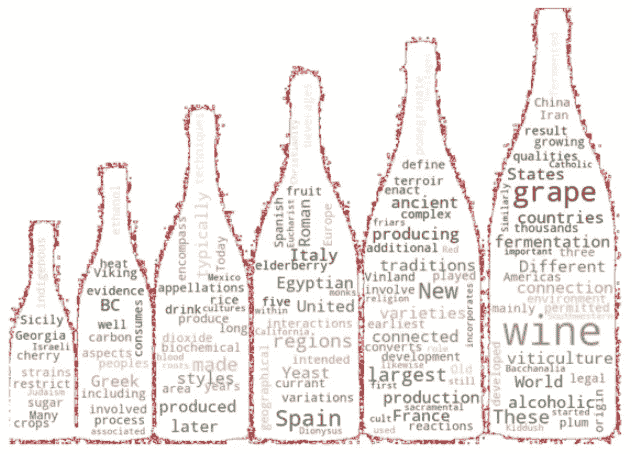 indigenous
Sicily
Georgia
Israeli
cherry
strains
restrict
Judaism
sugar
Many
crops
ethanol
heat
Viking
evidence
BC
well
consumes
carbon
aspects
peoples
Greek
including
involved
process
associated
techniques
typically
encompass
today
Mexico
appellations
rice
drink
cultures
produce
long
dioxide
biochemical
blood
roots
made
styles
area
years
produced
later
beverages
Christianity
fruit
Spanish
Eucharist
Roman
Europe
Italy
elderberry
Egyptian
monks
five
within
United
interactions
California
regions
geographical
intended
Yeast
currant
variations
Spain
Dionysus
pomegranate
define
terroir
enact
ancient
complex
friars
producing
additional
Red
traditions
Vinland
involve
religion
New
incorporates
varieties
earliest
connected
converts
role
development
likewise
largest
Old
first
still
production
sacramental
cult
France
used
reactions
fermented
China
Iran
result
growing
qualities
Catholic
States
Similarly
grape
countries
thousands
fermentation
important
three
Different
Americas
connection
environment
mainly
permitted
Southwestern
wine
developed
viticulture
Bacchanalia
World
legal
alcoholic
These
started
Kiddush
plum
origin